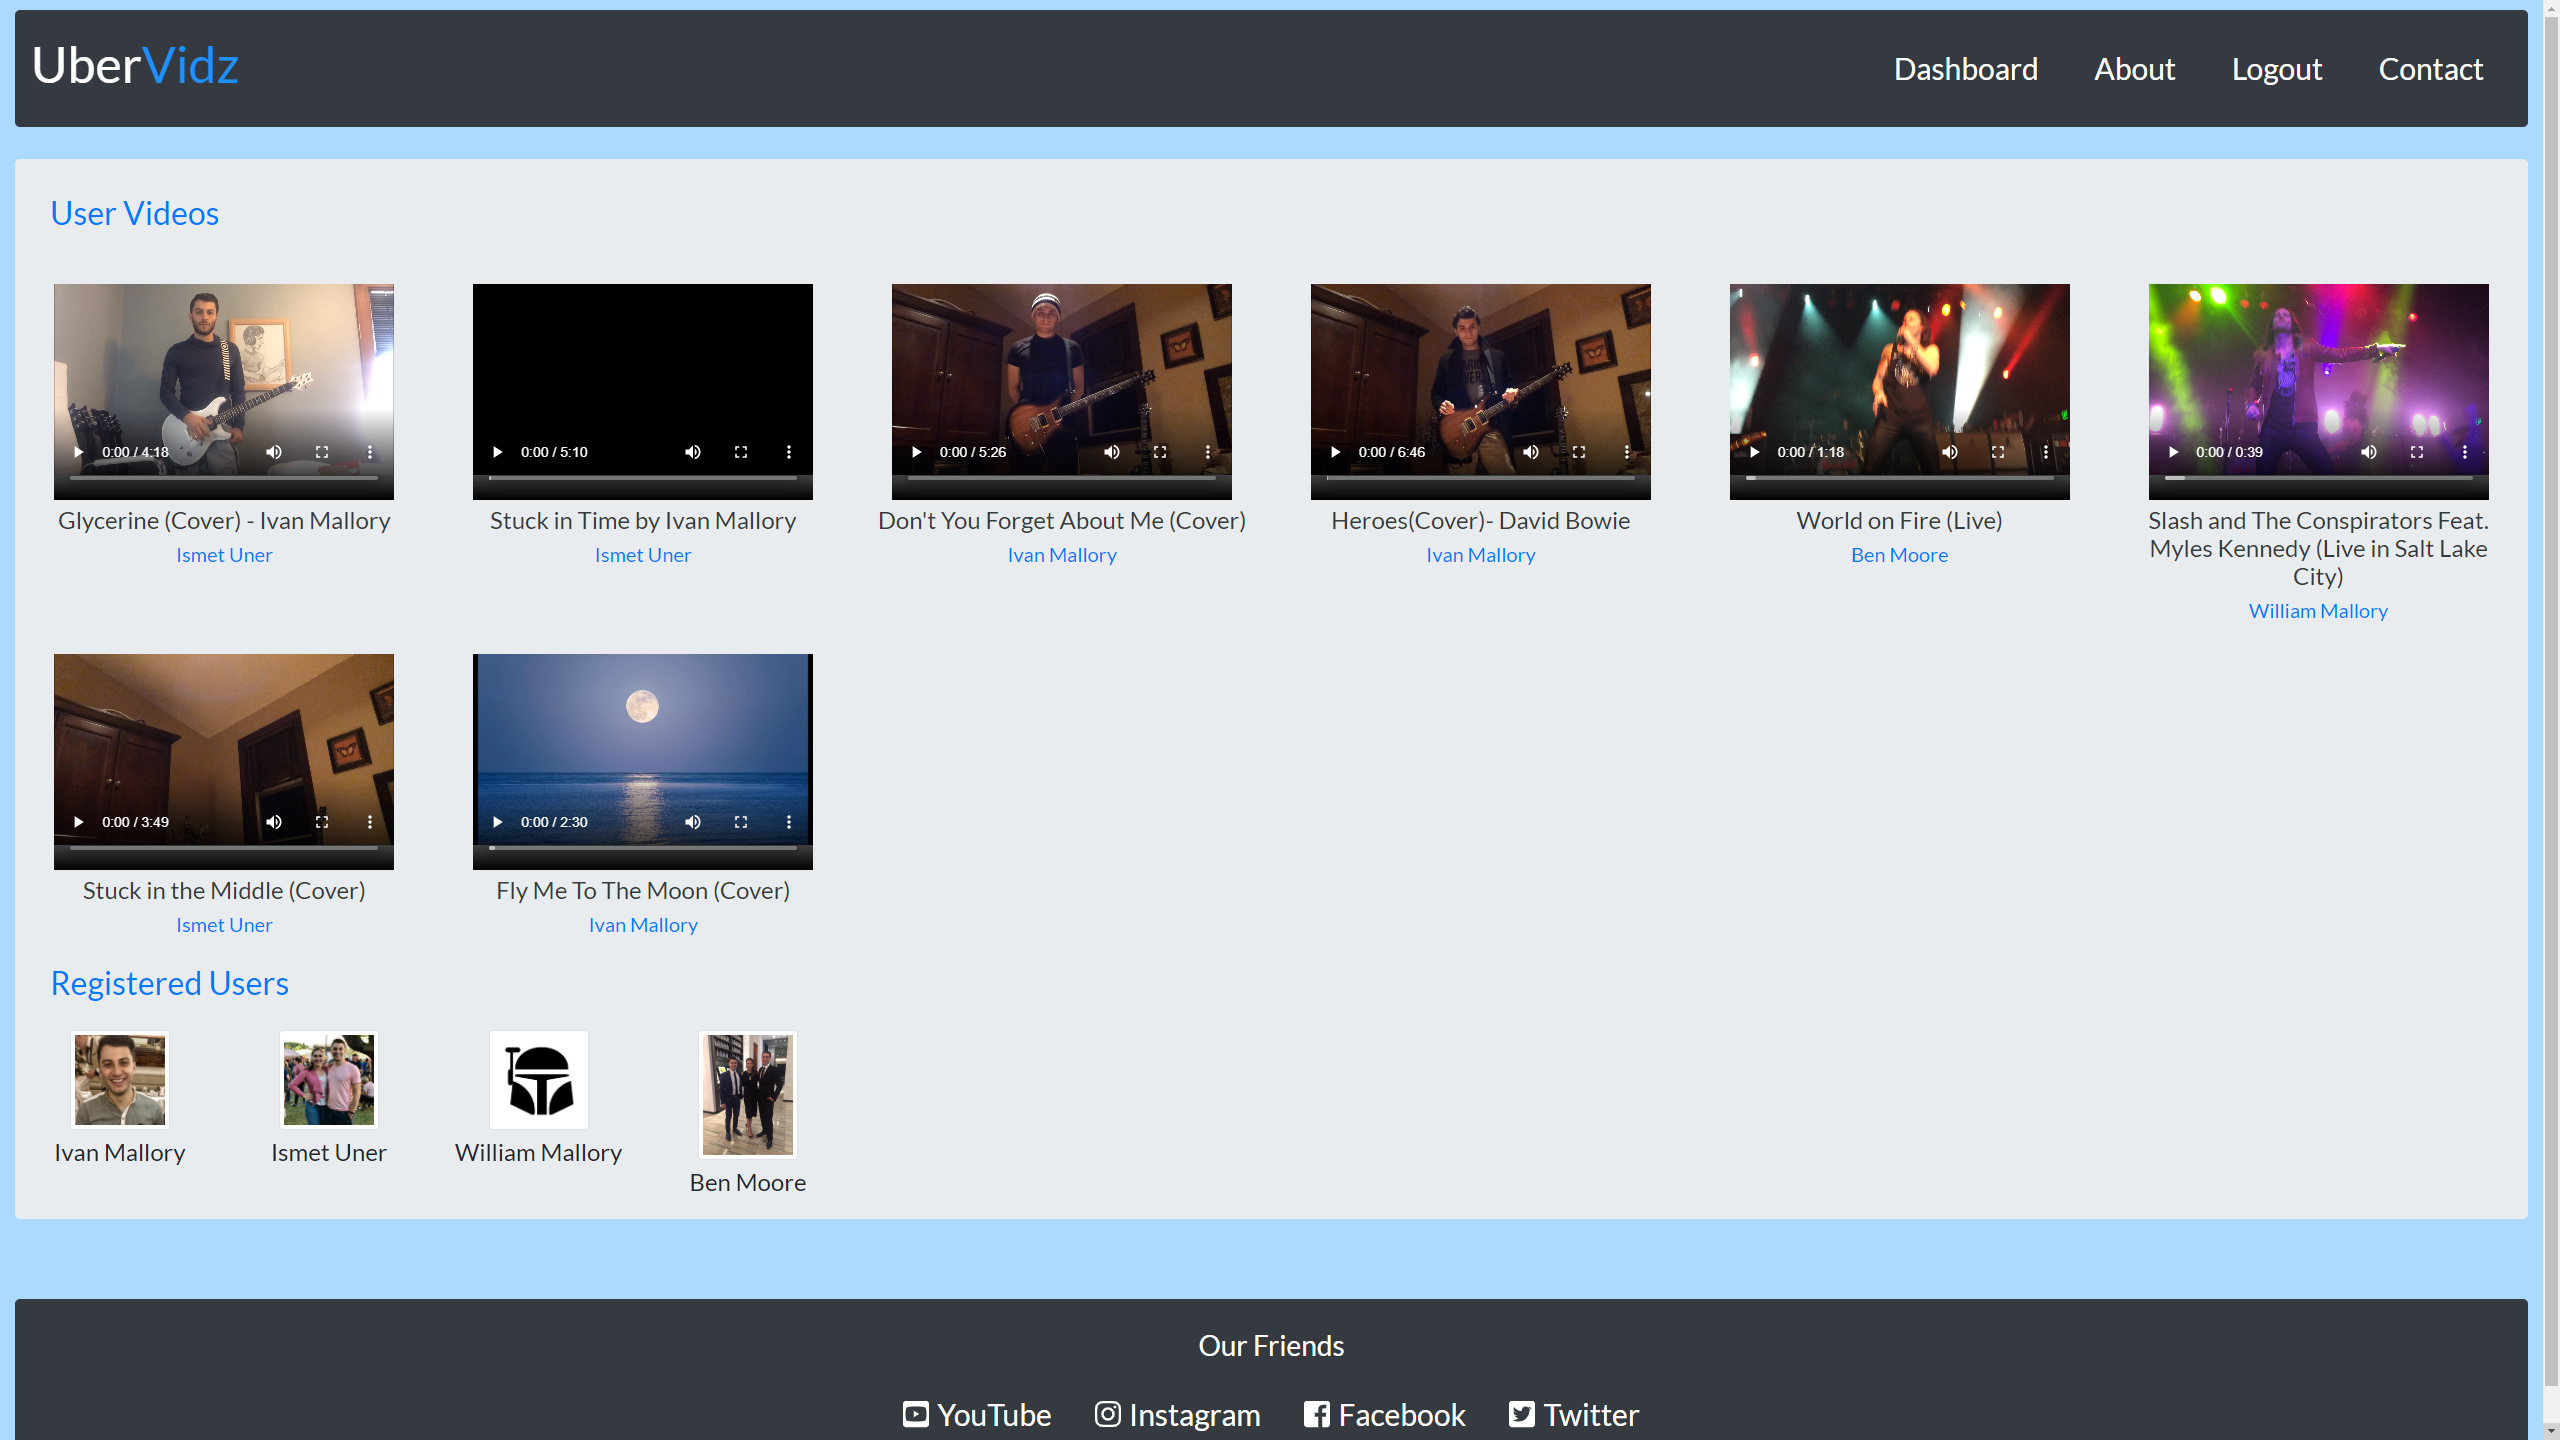 UberVidz
Dashboard About Logout Contact
User Videos
0:00 / 4:18
0:00 / 5:10
0:00 / 5:26
0:00 / 6:46
0:00 / 1:18
0:00 / 0:39
Glycerine (Cover) - Ivan Mallory
Ismet Uner
Stuck in Time by Ivan Mallory
Ismet Uner
Don't You Forget About Me (Cover)
Ivan Mallory
Heroes(Cover)- David Bowie
Ivan Mallory
World on Fire (Live)
Ben Moore
Slash and The Conspirators Feat.
Myles Kennedy (Live in Salt Lake
City)
William Mallory
0:00 / 3:49
0:00 / 2:30
Stuck in the Middle (Cover)
Ismet Uner
Fly Me To The Moon (Cover)
Ivan Mallory
Registered Users
Ivan Mallory
Ismet Uner
William Mallory
Ben Moore
Our Friends
YouTube Instagram Facebook Twitter